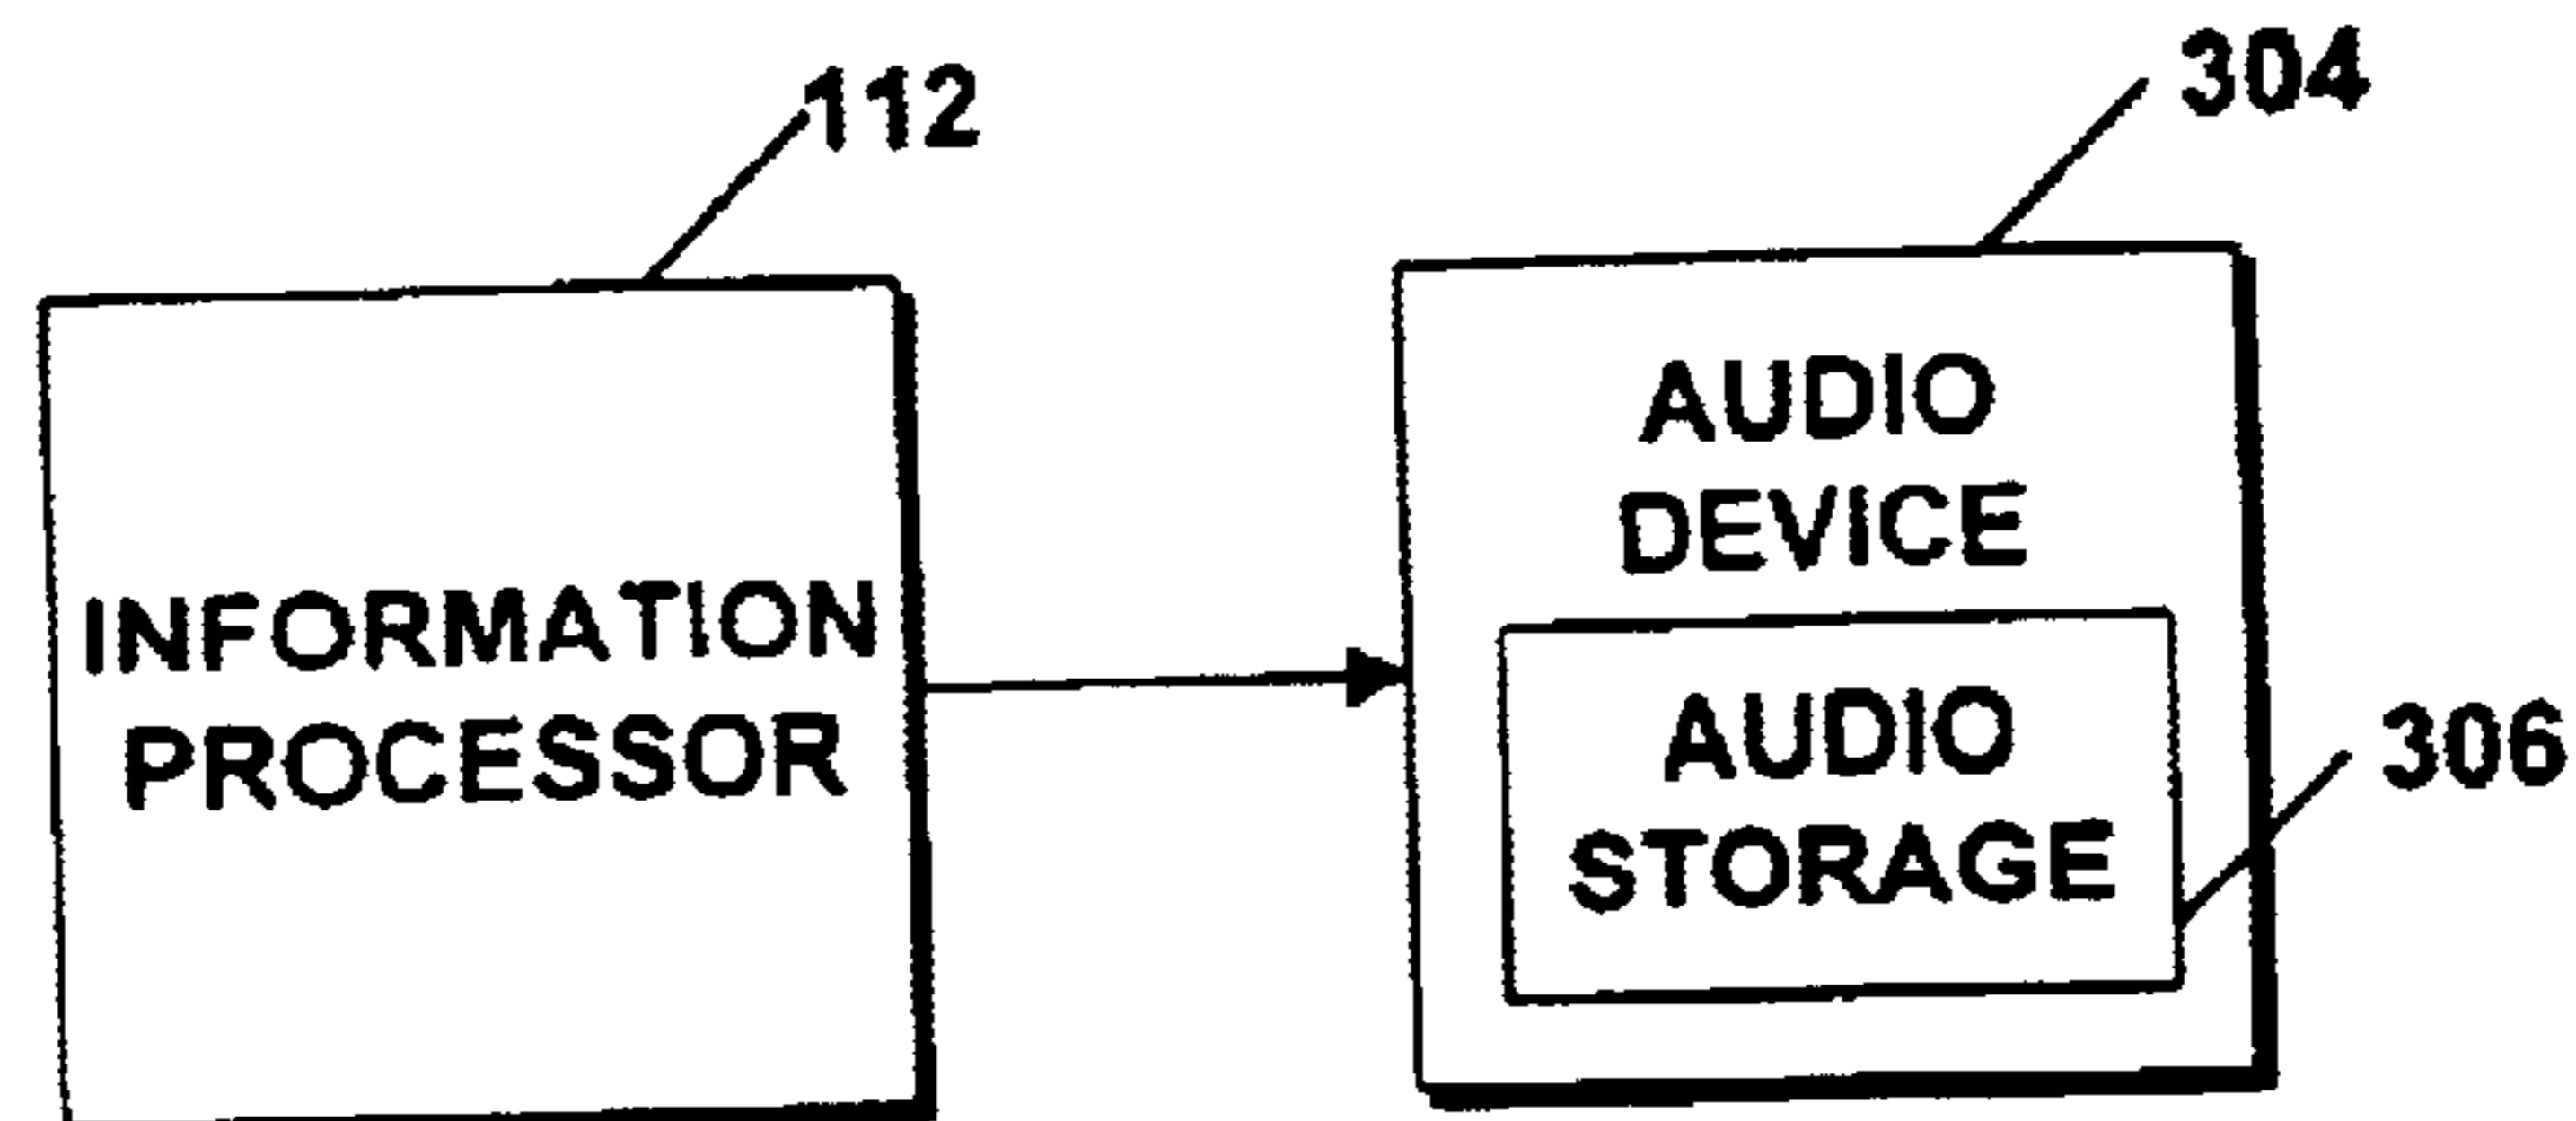 112
304
INFORMATION
PROCESSOR
AUDIO
DEVICE
AUDIO
STORAGE
306